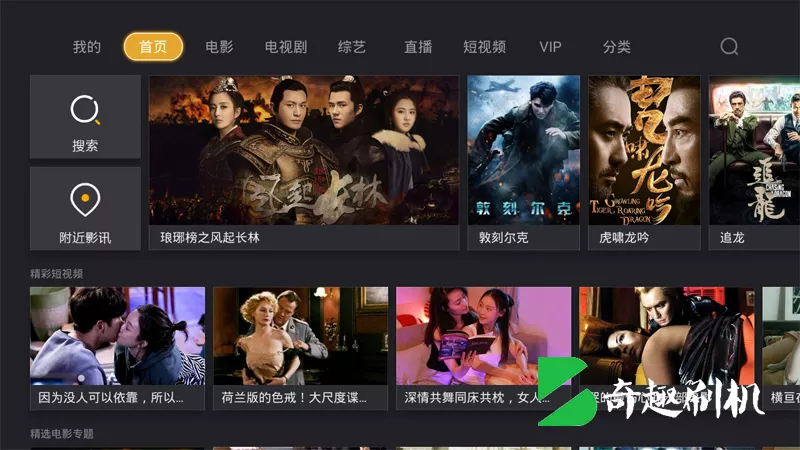 我的 首页 电影 电视剧 综艺 直播 短视频 VIP 分类
搜索
附近影讯
风起长林
琅琊榜之风起长林
敦刻尔克
敦刻尔克
虎啸龙吟
GROWLING
TIGER, ROARING
DRAGON
虎啸龙吟
追龙
CHASING
DRAGON
追龙
精彩短视频
因为没人可以依靠，所以...
荷兰版的色戒！大尺度谍...
深情共舞同床共枕，女人...
横亘在
奇趣刷机
精选电影专题